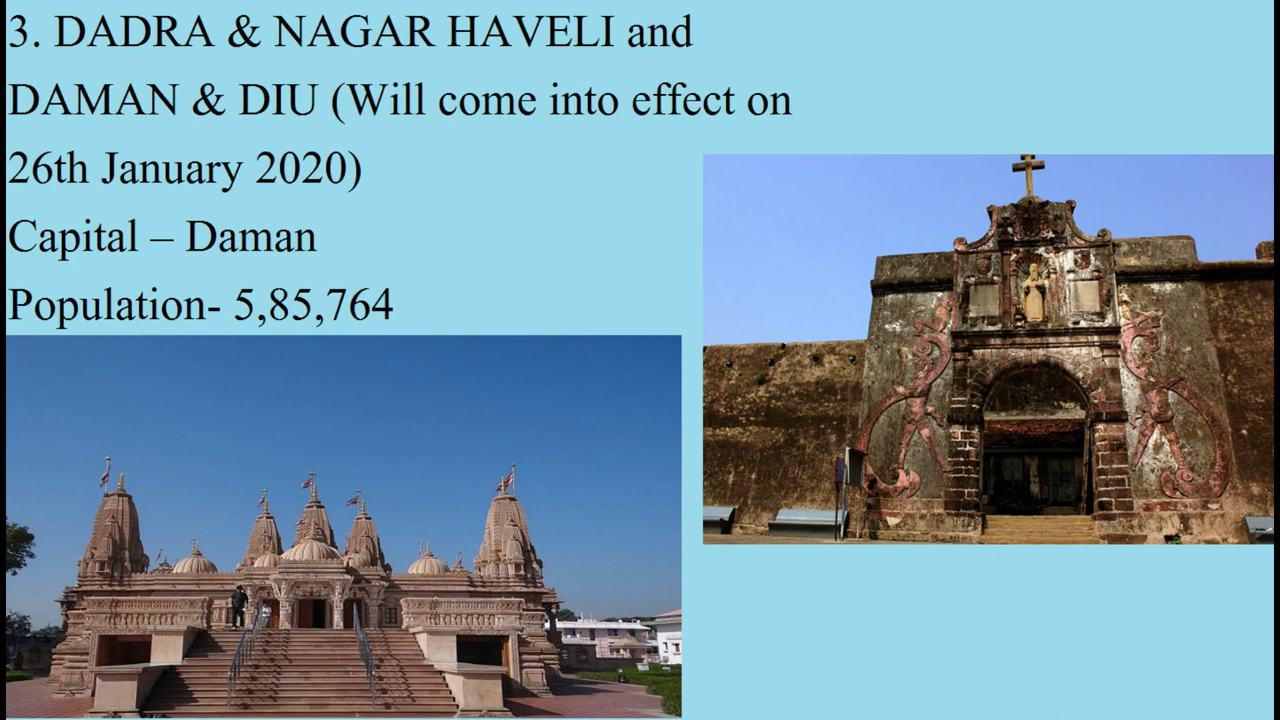 3. DADRA & NAGAR HAVELI and
DAMAN & DIU (Will come into effect on
26th January 2020)
Capital – Daman
Population- 5,85,764